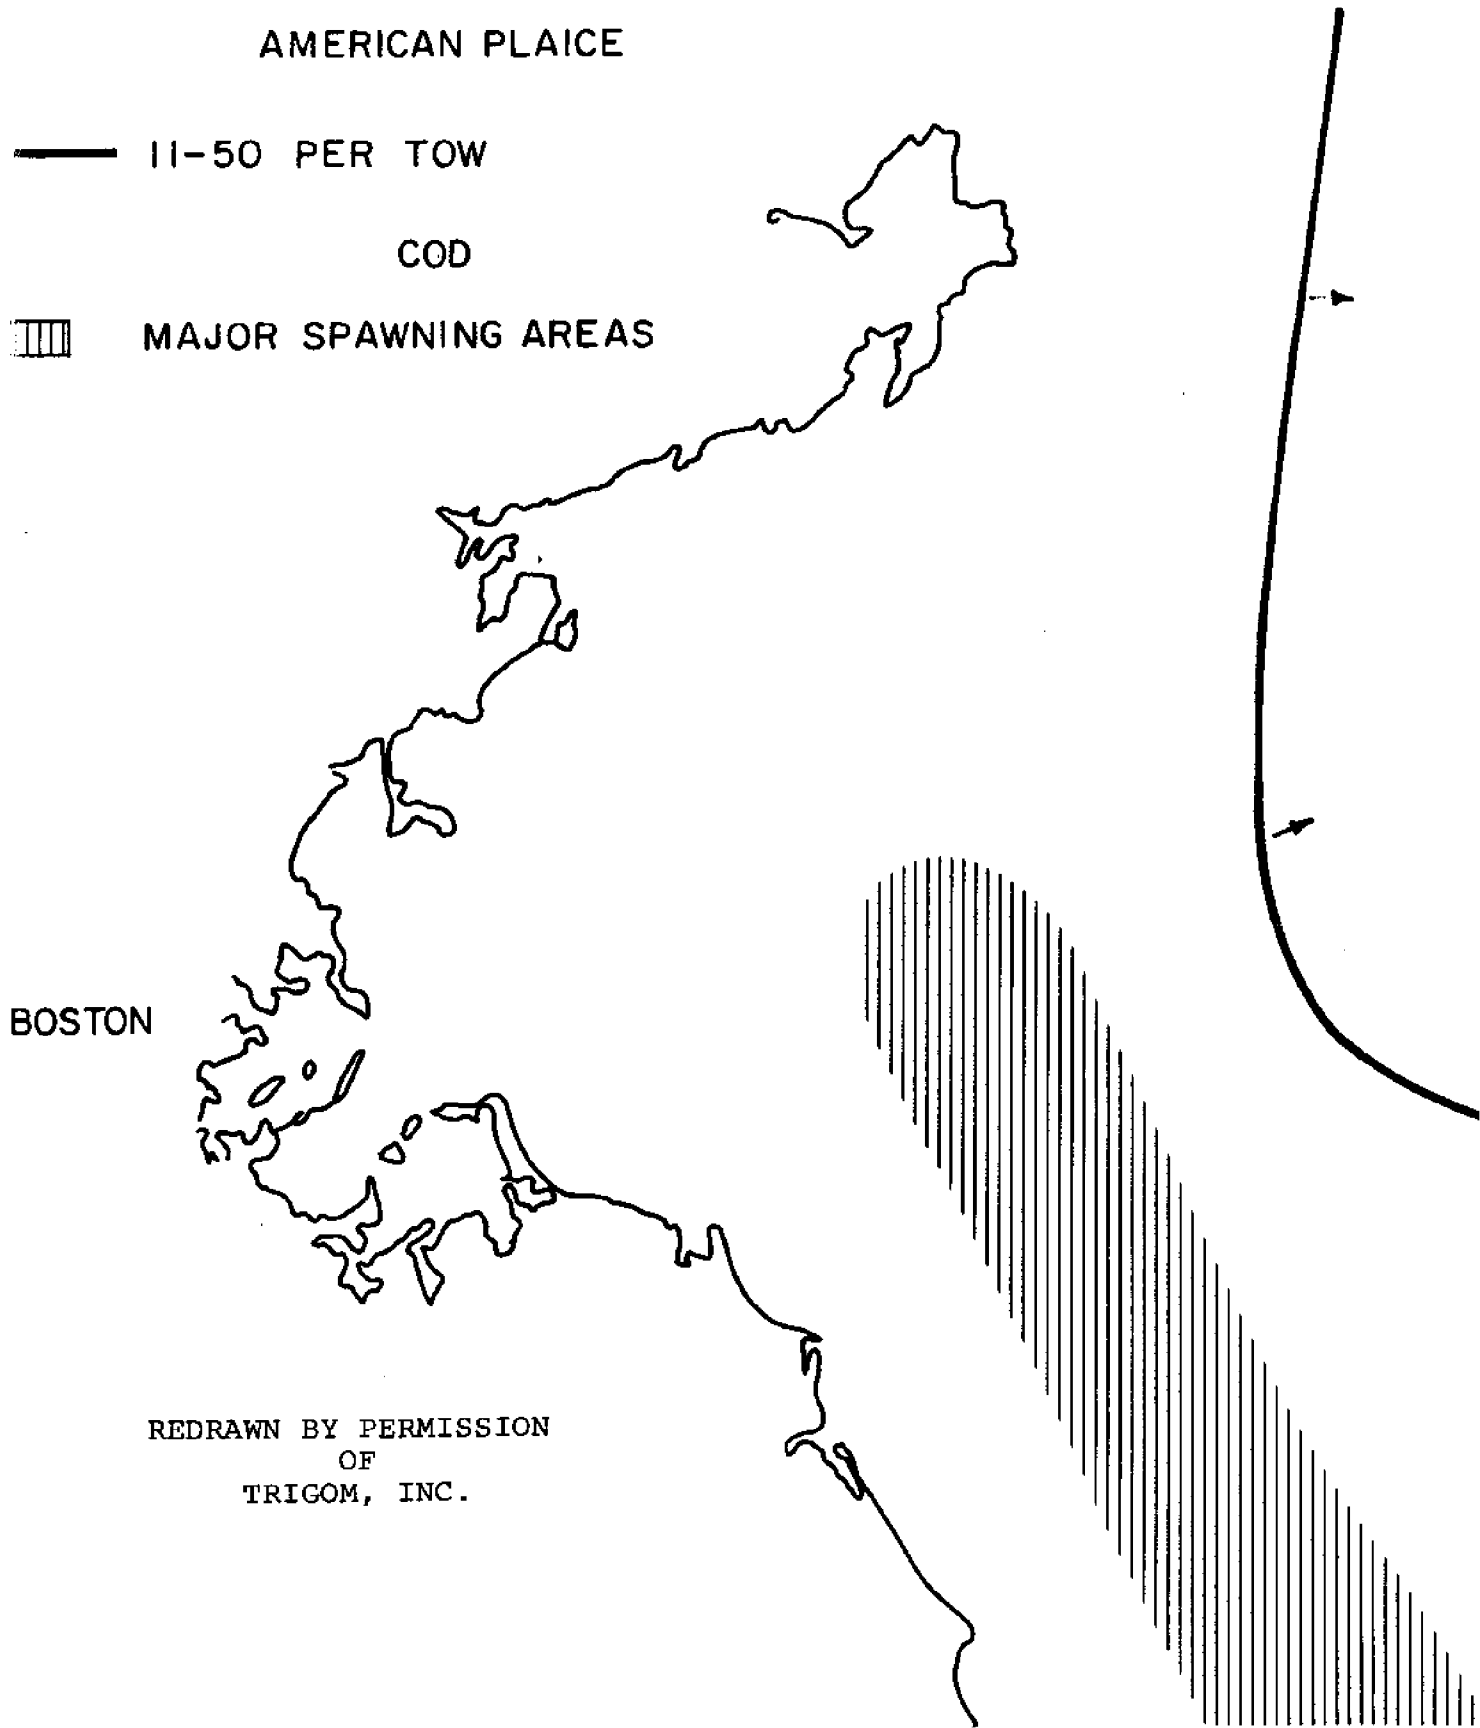 AMERICAN PLAICE
11-50 PER TOW
COD
MAJOR SPAWNING AREAS
BOSTON
REDRAWN BY PERMISSION
OF
TRIGOM, INC.